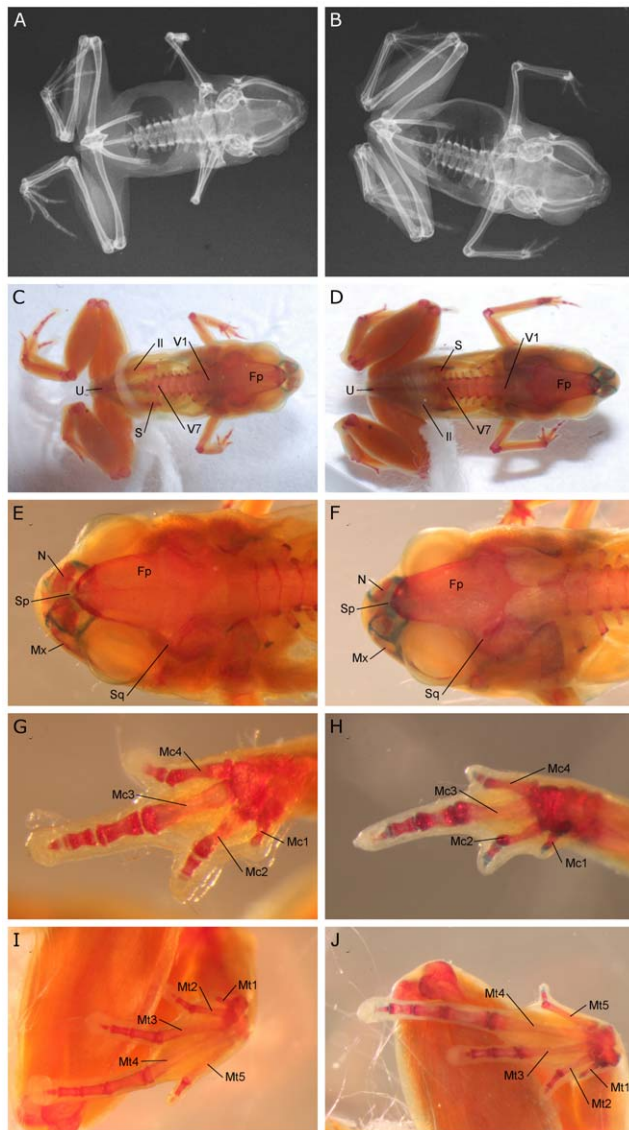 A
B
C
Il
V1
Fp
U
S
V7
D
S
V1
Fp
U
Il
V7
E
N
Fp
Sp
Mx
Sq
F
N
Fp
Sp
Mx
Sq
G
Mc4
Mc3
Mc1
Mc2
H
Mc4
Mc3
Mc2
Mc1
I
Mt2
Mt1
Mt3
Mt4
Mt5
J
Mt4
Mt5
Mt3
Mt1
Mt2